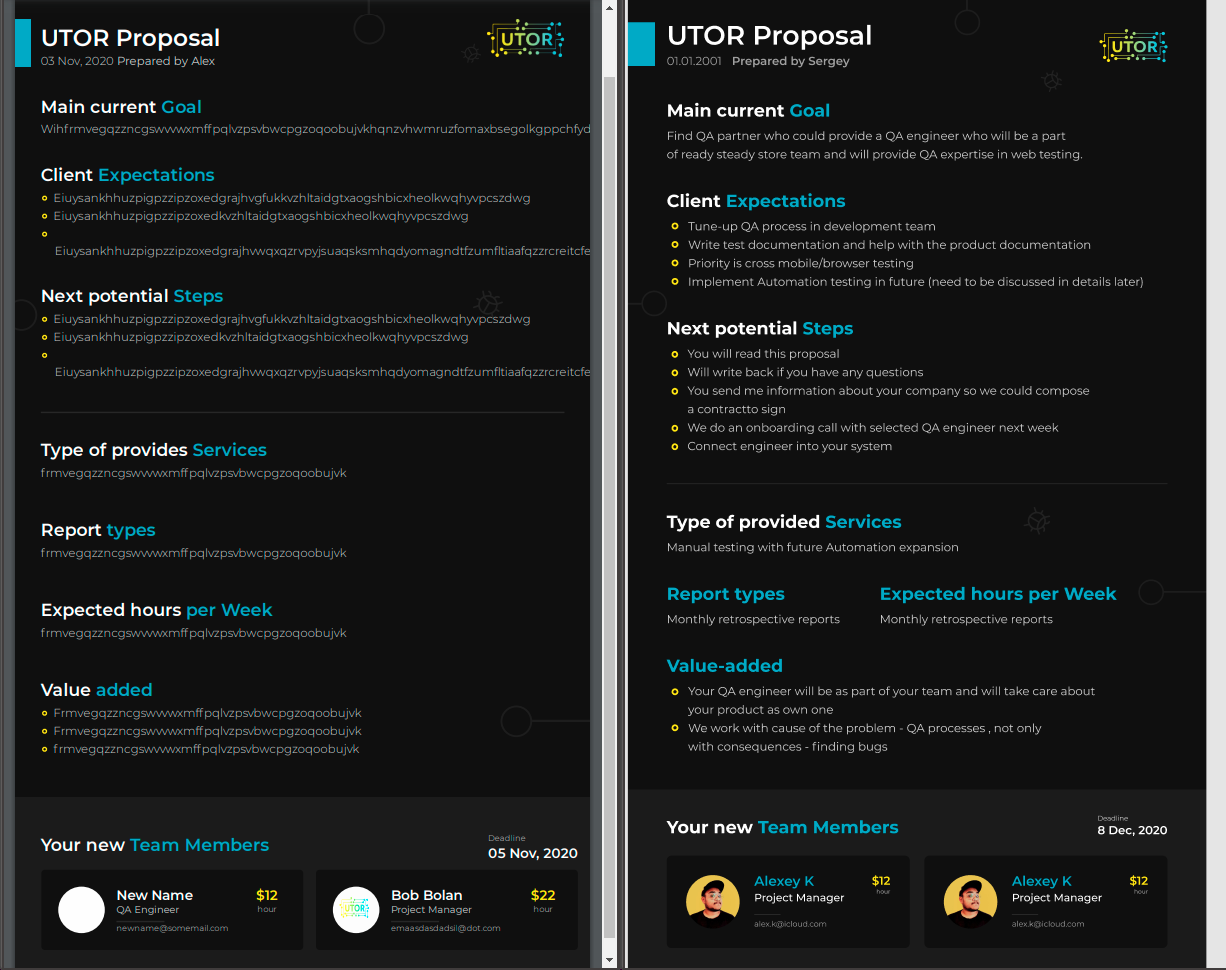 UTOR Proposal
03 Nov, 2020 Prepared by Alex
UTOR
Main current Goal
Client Expectations
Eiuysankhhuzpigpzzipzoxedgrajhvgfukkvzhltaidgtxaogshbicxheolkwqhyvpcszdwg
Eiuysankhhuzpigpzzipzoxedkvzhltaidgtxaogshbicxheolkwqhyvpcszdwg
Eiuysankhhuzpigpzzipzoxedgrajhvwqxqzrvpyjsuaqsksmhqdyomagndtfzumfltiaafqzzrcreitcfe
Next potential Steps
Eiuysankhhuzpigpzzipzoxedgrajhvgfukkvzhltaidgtxaogshbicxheolkwqhyvpcszdwg
Eiuysankhhuzpigpzzipzoxedkvzhltaidgtxaogshbicxheolkwqhyvpcszdwg
Eiuysankhhuzpigpzzipzoxedgrajhvwqxqzrvpyjsuaqsksmhqdyomagndtfzumfltiaafqzzrcreitcfe
Type of provides Services
frmvegqzzncgswvvwxmffpqlvzpsvbwcpgzoqoobujvk
Report types
frmvegqzzncgswvvwxmffpqlvzpsvbwcpgzoqoobujvk
Expected hours per Week
frmvegqzzncgswvvwxmffpqlvzpsvbwcpgzoqoobujvk
Value added
Frmvegqzzncgswvvwxmffpqlvzpsvbwcpgzoqoobujvk
Frmvegqzzncgswvvwxmffpqlvzpsvbwcpgzoqoobujvk
frmvegqzzncgswvvwxmffpqlvzpsvbwcpgzoqoobujvk
Your new Team Members
Deadline
05 Nov, 2020
New Name
$12
QA Engineer
hour
newname@somemail.com
UTOR
Bob Bolan
$22
Project Manager
hour
emaasdasdadsil@dot.com
UTOR Proposal
01.01.2001 Prepared by Sergey
UTOR
Main current Goal
Find QA partner who could provide a QA engineer who will be a part
of ready steady store team and will provide QA expertise in web testing.
Client Expectations
Tune-up QA process in development team
Write test documentation and help with the product documentation
Priority is cross mobile/browser testing
Implement Automation testing in future (need to be discussed in details later)
Next potential Steps
You will read this proposal
Will write back if you have any questions
You send me information about your company so we could compose
a contractto sign
We do an onboarding call with selected QA engineer next week
Connect engineer into your system
Type of provided Services
Manual testing with future Automation expansion
Report types
Monthly retrospective reports
Expected hours per Week
Monthly retrospective reports
Value-added
Your QA engineer will be as part of your team and will take care about
your product as own one
We work with cause of the problem - QA processes , not only
with consequences - finding bugs
Your new Team Members
Deadline
8 Dec, 2020
Alexey K
$12
Project Manager
hour
alex.k@icloud.com
Alexey K
$12
Project Manager
hour
alex.k@icloud.com